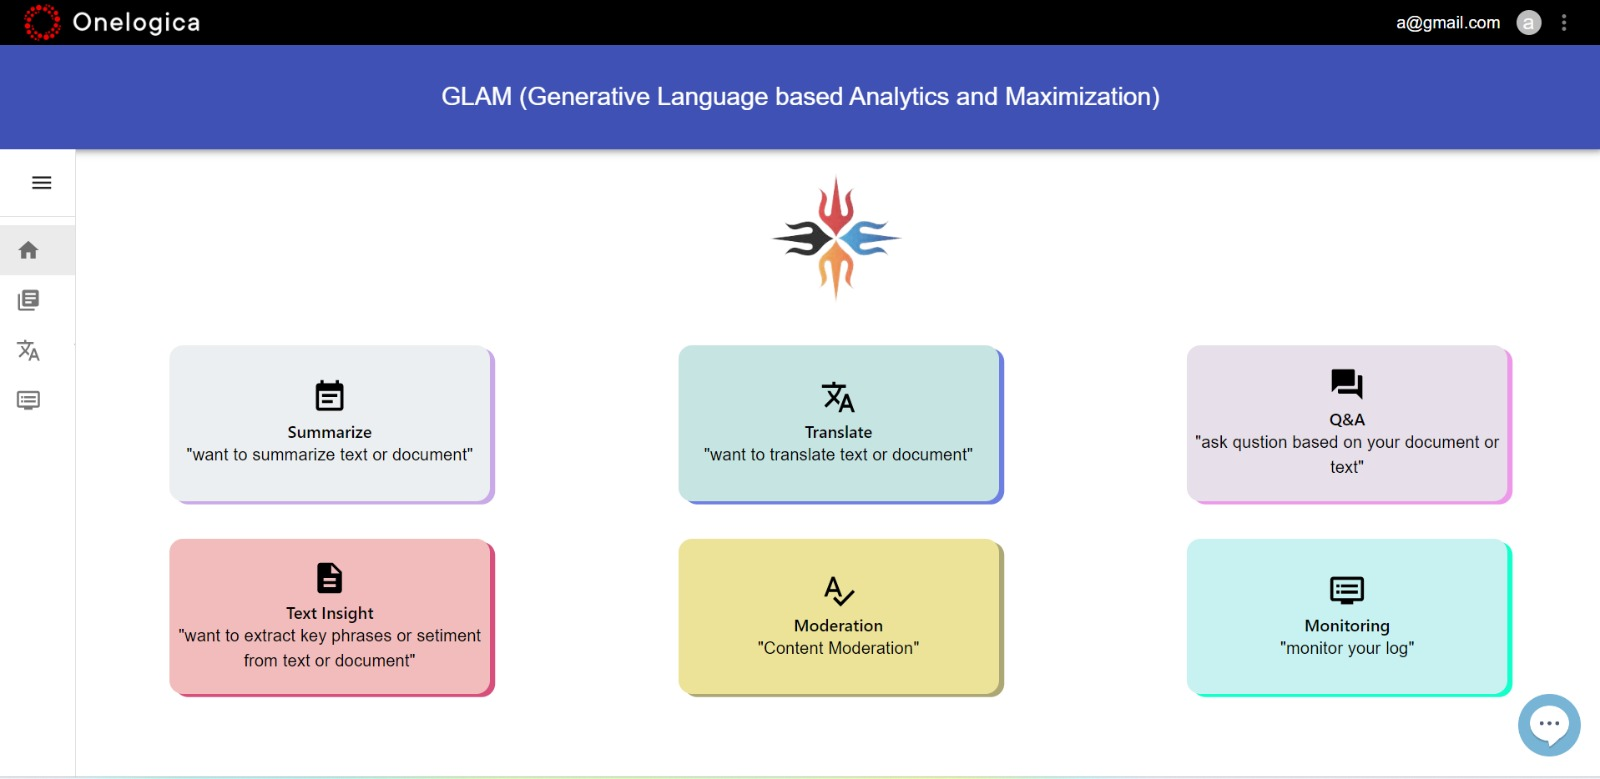 Onelogica
a@gmail.com
a
GLAM (Generative Language based Analytics and Maximization)
Summarize
"want to summarize text or document"
Translate
"want to translate text or document"
Q&A
"ask qustion based on your document or
text"
Text Insight
"want to extract key phrases or setiment
from text or document"
Moderation
"Content Moderation"
Monitoring
"monitor your log"